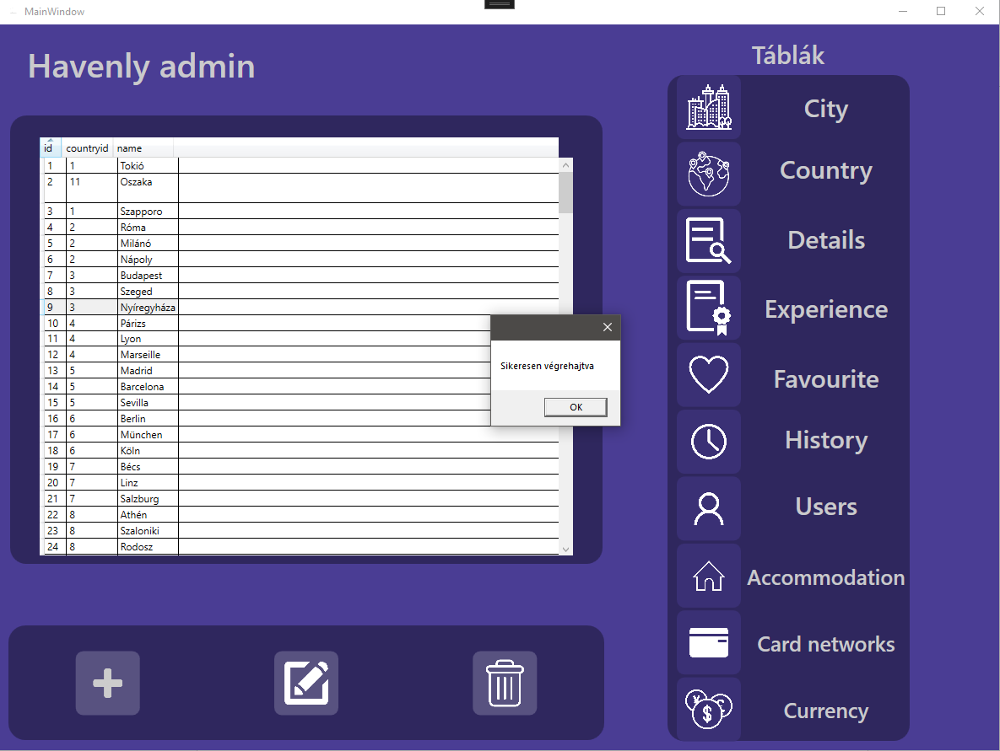 MainWindow
Havenly admin
id countryid name
1 1 Tokió
2 11 Oszaka
3 1 Szapporo
4 2 Róma
5 2 Milánó
6 2 Nápoly
7 3 Budapest
8 3 Szeged
9 3 Nyíregyháza
10 4 Párizs
11 4 Lyon
12 4 Marseille
13 5 Madrid
14 5 Barcelona
15 5 Sevilla
16 6 Berlin
17 6 München
18 6 Köln
19 7 Bécs
20 7 Linz
21 7 Salzburg
22 8 Athén
23 8 Szaloniki
24 8 Rodosz
Sikeresen végrehajtva
OK
Táblák
City
Country
Details
Experience
Favourite
History
Users
Accommodation
Card networks
Currency